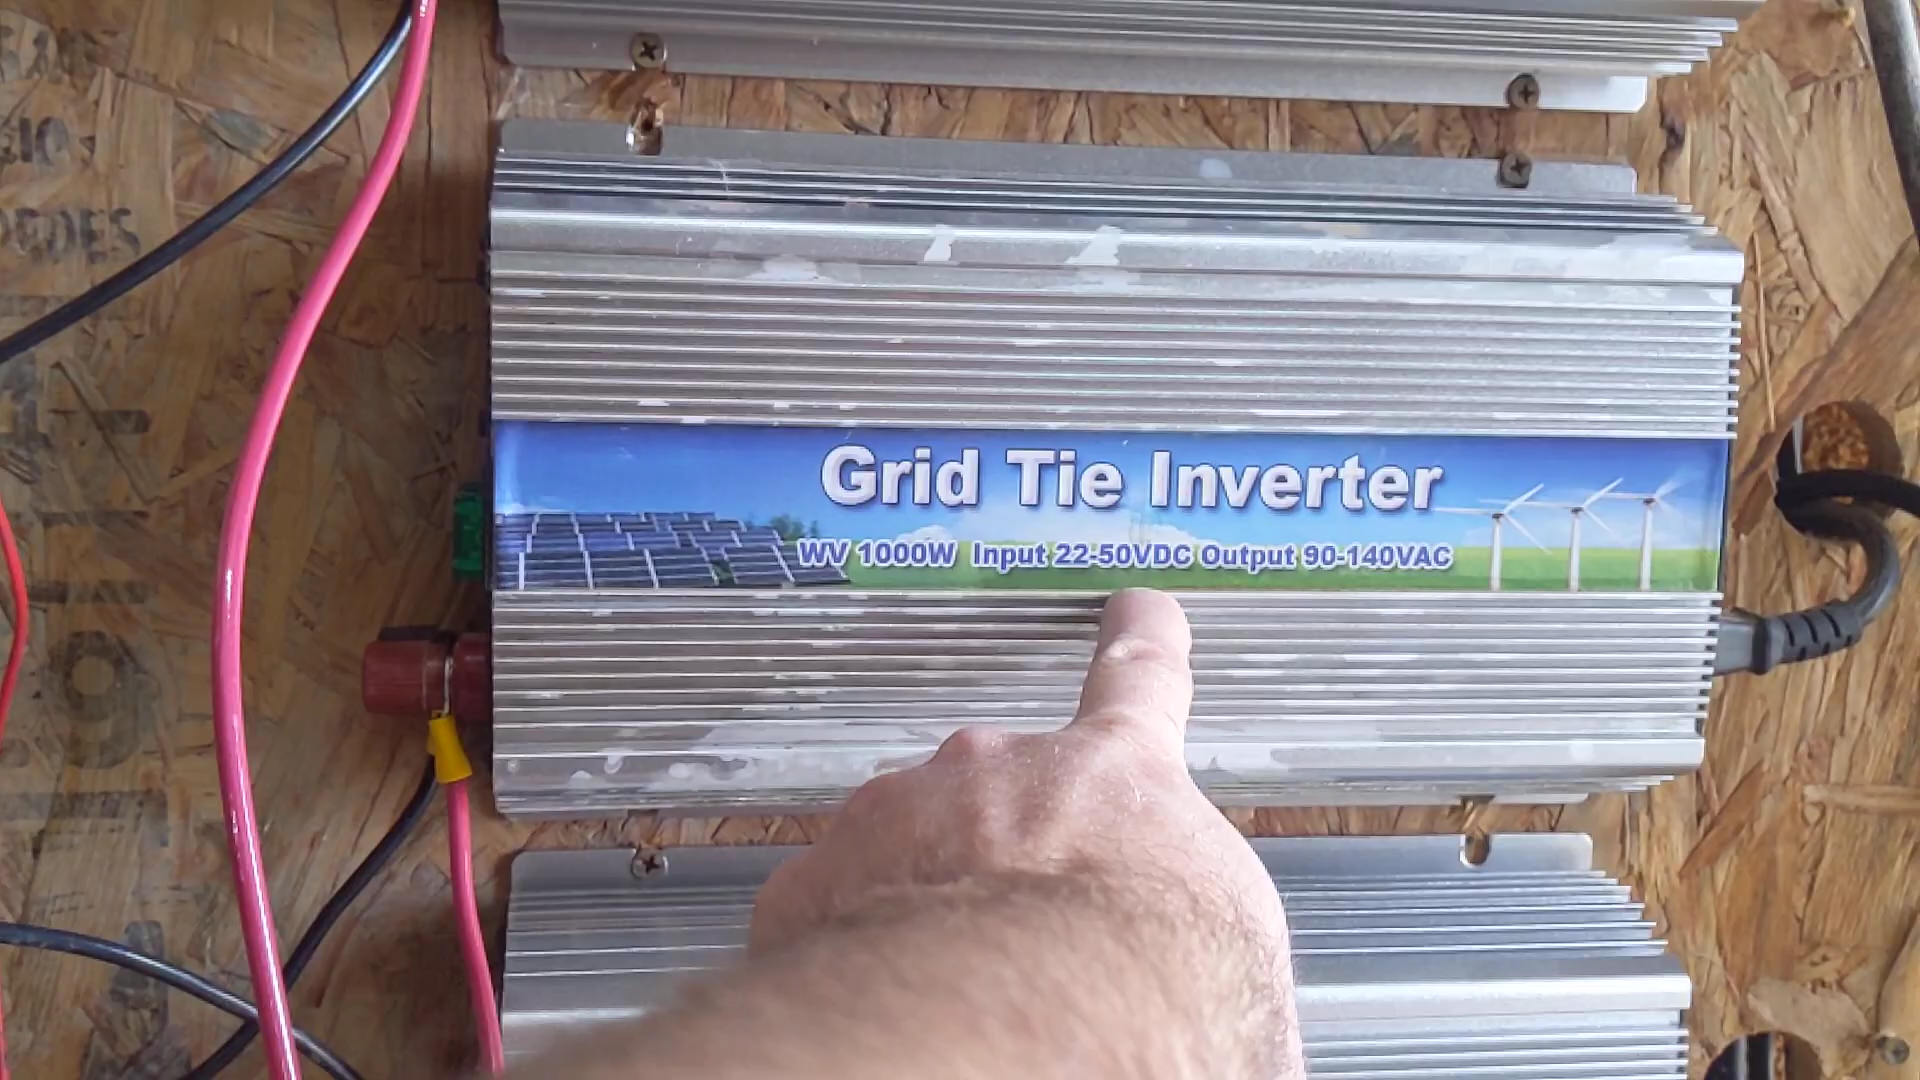 Grid Tie Inverter
WV 1000W Input 22-50VDC Output 90-140VAC